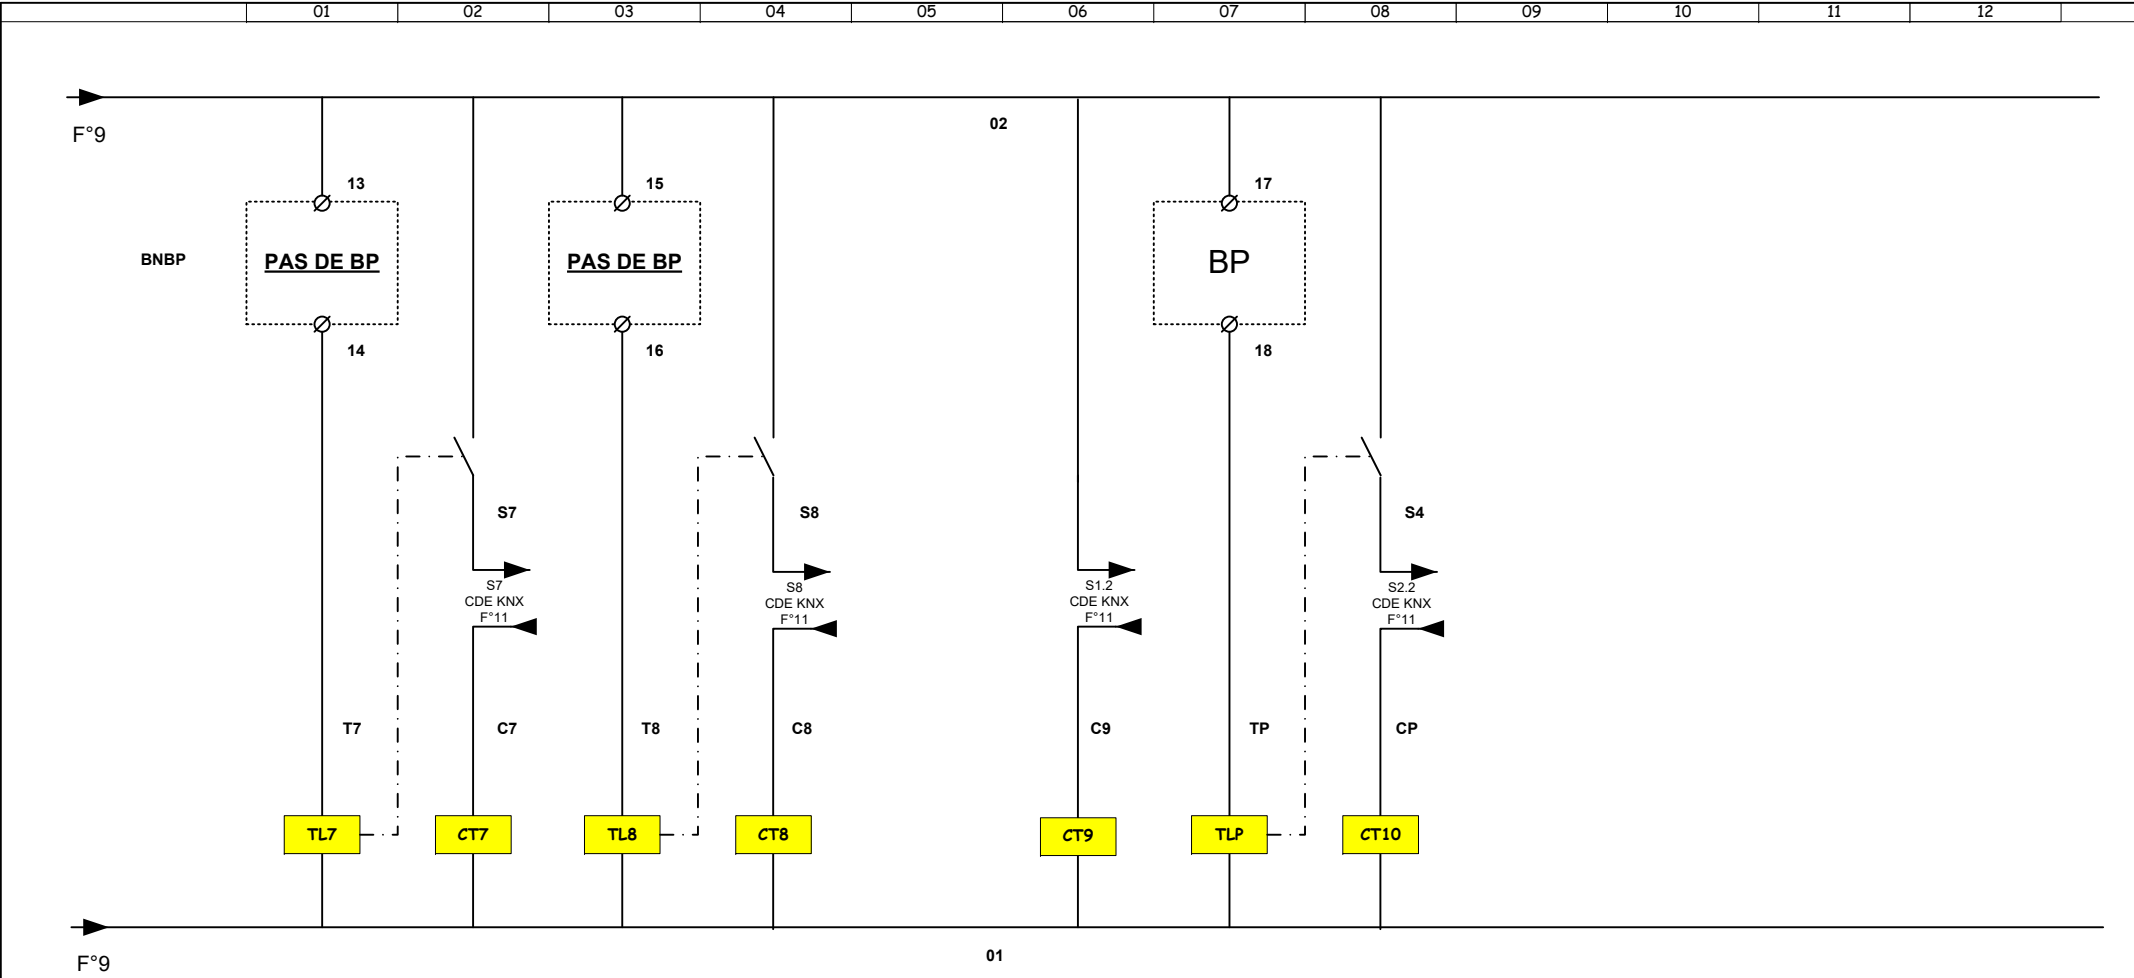 01 02 03 04 05 06 07 08 09 10 11 12
F°9
02
13 15 17
BNBP PAS DE BP PAS DE BP BP
14 16 18
S7 S8 S4
S7
CDE KNX
F°11
S8
CDE KNX
F°11
S1.2
CDE KNX
F°11
S2.2
CDE KNX
F°11
T7 C7 T8 C8 C9 TP CP
TL7 CT7 TL8 CT8 CT9 TLP CT10
F°9
01